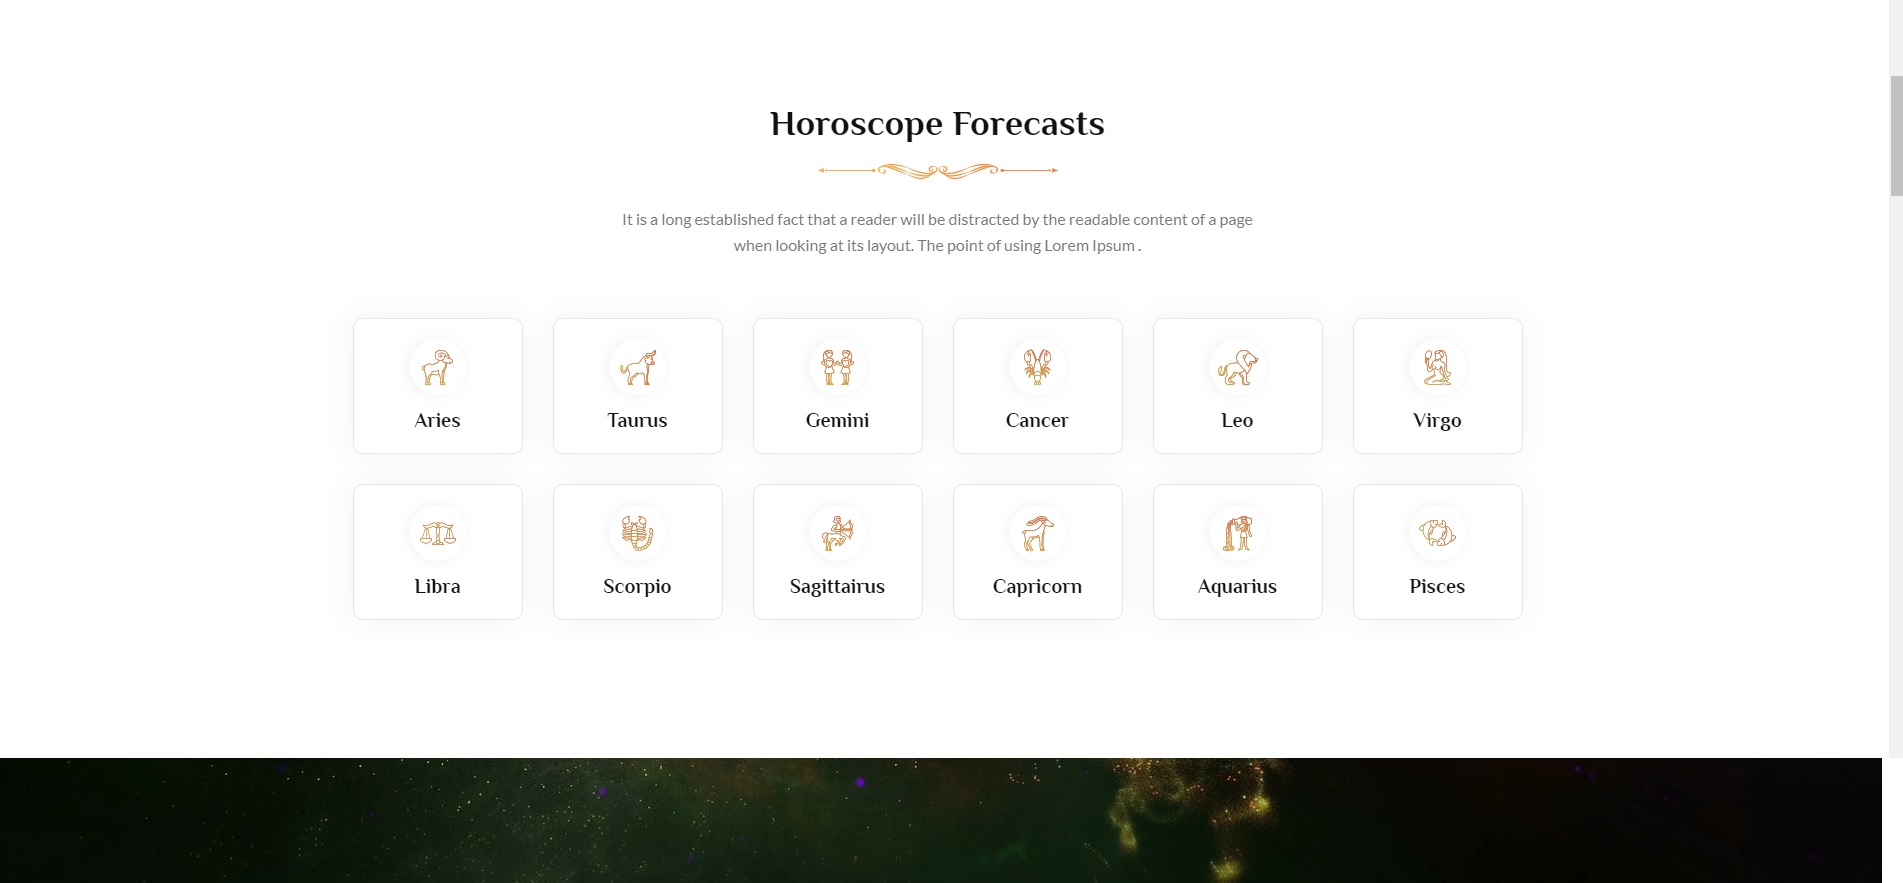 Horoscope Forecasts
It is a long established fact that a reader will be distracted by the readable content of a page
when looking at its layout. The point of using Lorem Ipsum .
Aries
Taurus
Gemini
Cancer
Leo
Virgo
Libra
Scorpio
Sagittairus
Capricorn
Aquarius
Pisces